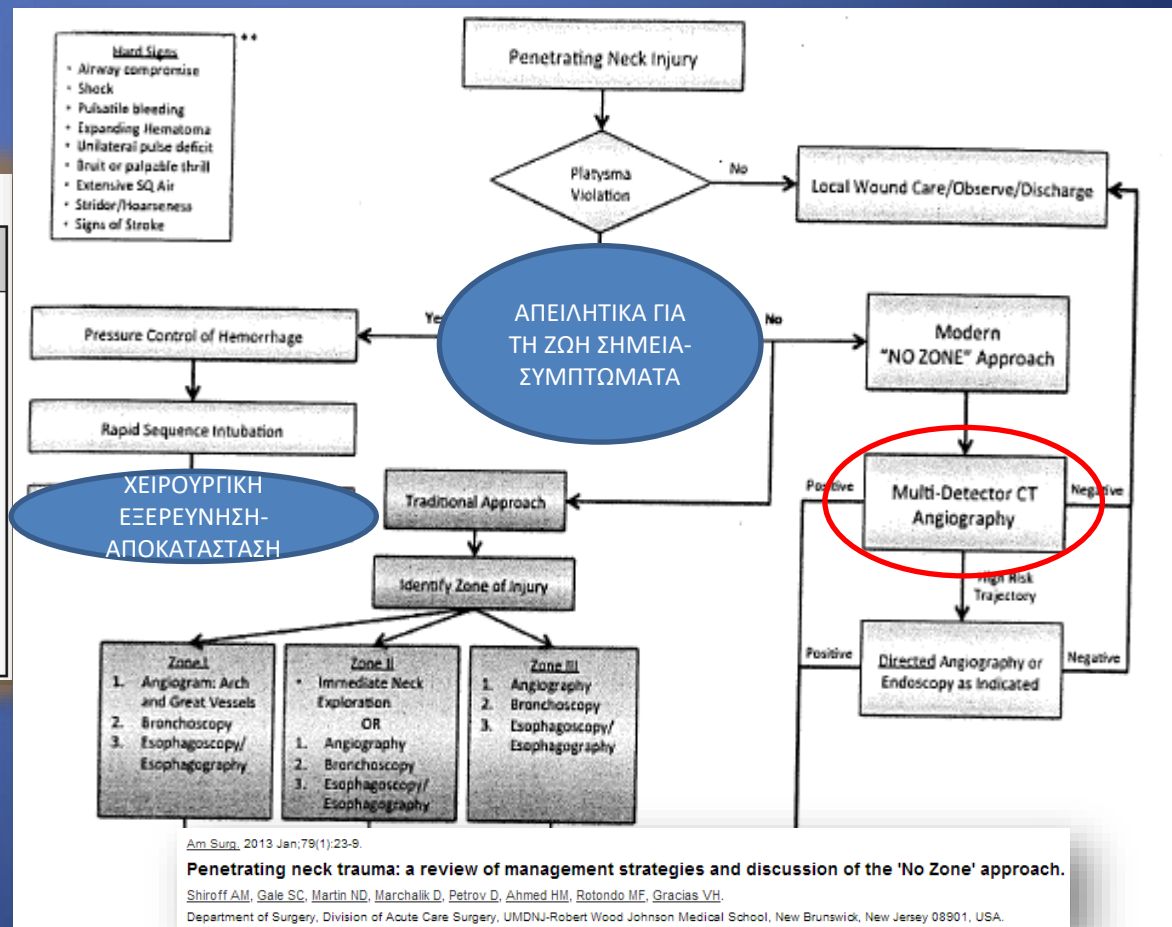 Hard Signs
**
• Airway compromise
• Shock
• Pulsatile bleeding
• Expanding Hematoma
• Unilateral pulse deficit
• Bruit or palpable thrill
• Extensive SQ Air
• Stridor/Hoarseness
• Signs of Stroke
Penetrating Neck Injury
Platysma
Violation
No
Local Wound Care/Observe/Discharge
ΑΠΕΙΛΗΤΙΚΑ ΓΙΑ
ΤΗ ΖΩΗ ΣΗΜΕΙΑ-
ΣΥΜΠΤΩΜΑΤΑ
No
Pressure Control of Hemorrhage
Modern
"NO ZONE" Approach
Rapid Sequence Intubation
ΧΕΙΡΟΥΡΓΙΚΗ
ΕΞΕΡΕΥΝΗΣΗ-
ΑΠΟΚΑΤΑΣΤΑΣΗ
Traditional Approach
Positive
Multi-Detector CT
Angiography
Negative
Identify Zone of Injury
High Risk
Trajectory
Positive
Directed Angiography or
Endoscopy as Indicated
Negative
Zone I
1. Angiogram: Arch
and Great Vessels
2. Bronchoscopy
3. Esophagoscopy/
Esophagography
Zone II
• Immediate Neck
Exploration
OR
1. Angiography
2. Bronchoscopy
3. Esophagoscopy/
Esophagography
Zone III
1. Angiography
2. Bronchoscopy
3. Esophagoscopy/
Esophagography
Am Surg. 2013 Jan;79(1):23-9.
Penetrating neck trauma: a review of management strategies and discussion of the 'No Zone' approach.
Shiroff AM, Gale SC, Martin ND, Marchalik D, Petrov D, Ahmed HM, Rotondo MF, Gracias VH.
Department of Surgery, Division of Acute Care Surgery, UMDNJ-Robert Wood Johnson Medical School, New Brunswick, New Jersey 08901, USA.